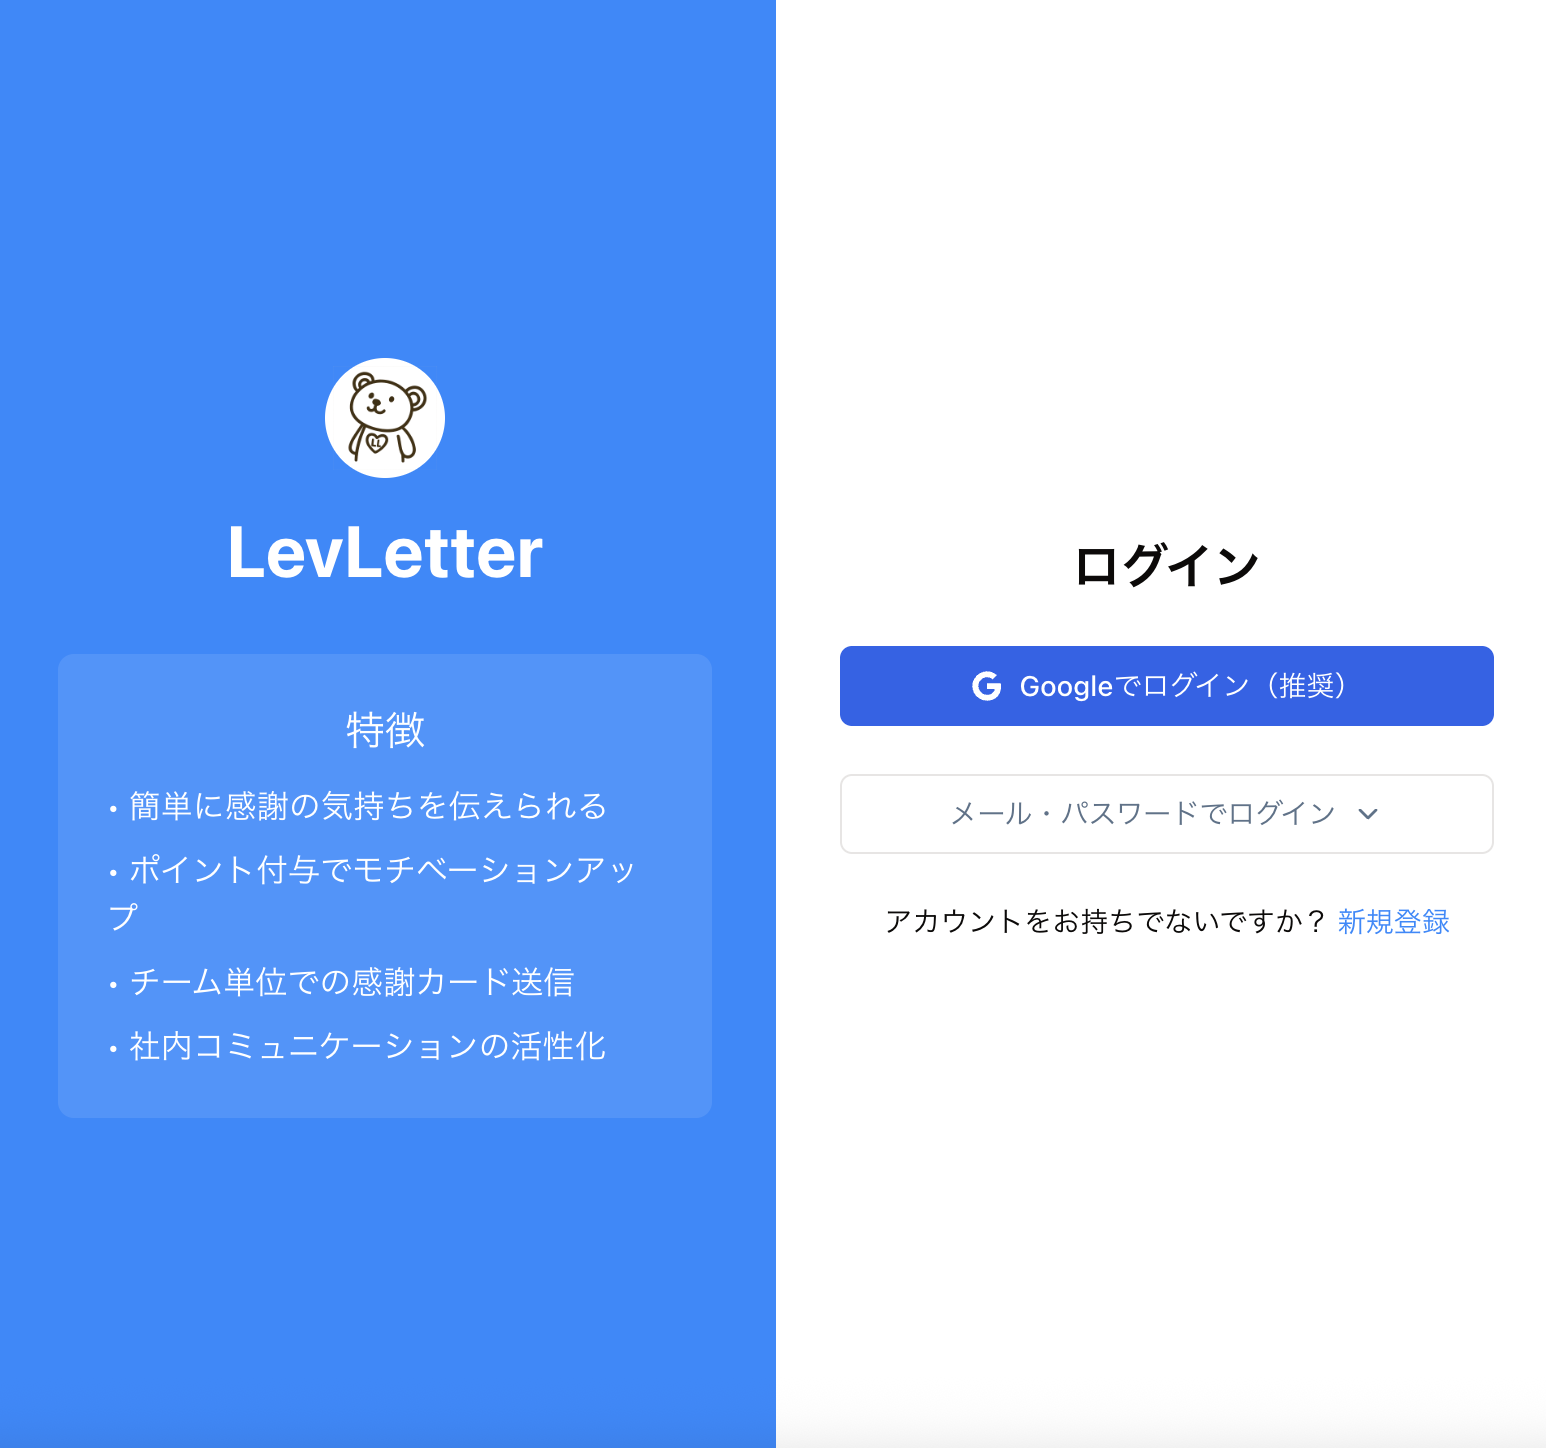 LL
LevLetter
特徴
・簡単に感謝の気持ちを伝えられる
・ポイント付与でモチベーションアッ
プ
・チーム単位での感謝カード送信
・社内コミュニケーションの活性化
ログイン
G Googleでログイン（推奨）
メール・パスワードでログイン
アカウントをお持ちでないですか？ 新規登録